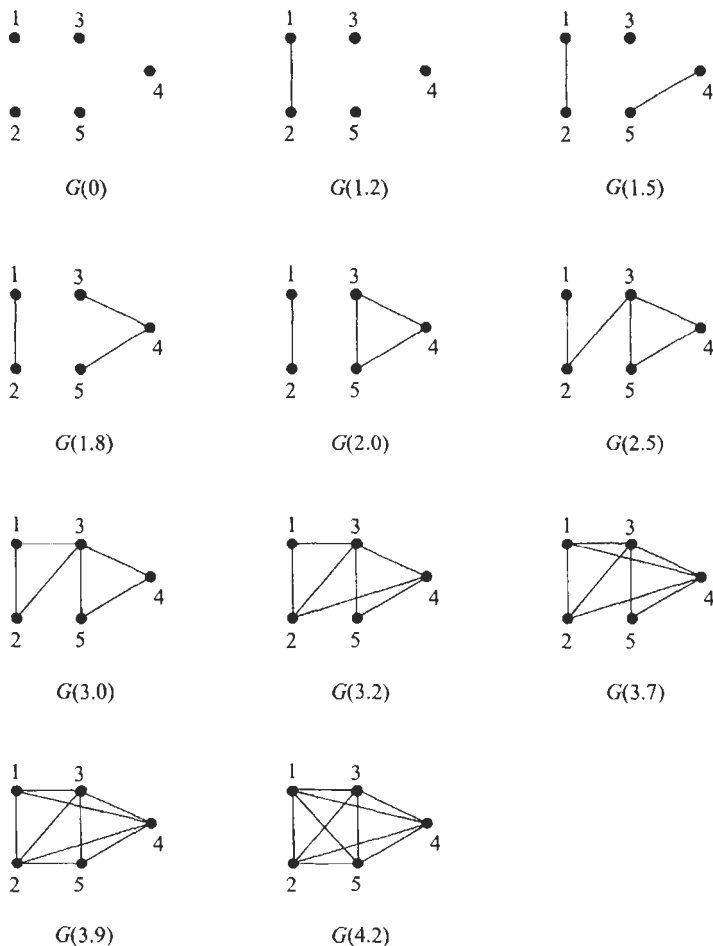 1 3 1 3 1 3
4 4 4
2 5 2 5 2 5
G(0) G(1.2) G(1.5)
1 3 1 3 1 3
4 4 4
2 5 2 5 2 5
G(1.8) G(2.0) G(2.5)
1 3 1 3 1 3
4 4 4
2 5 2 5 2 5
G(3.0) G(3.2) G(3.7)
1 3 1 3
4 4
2 5 2 5
G(3.9) G(4.2)